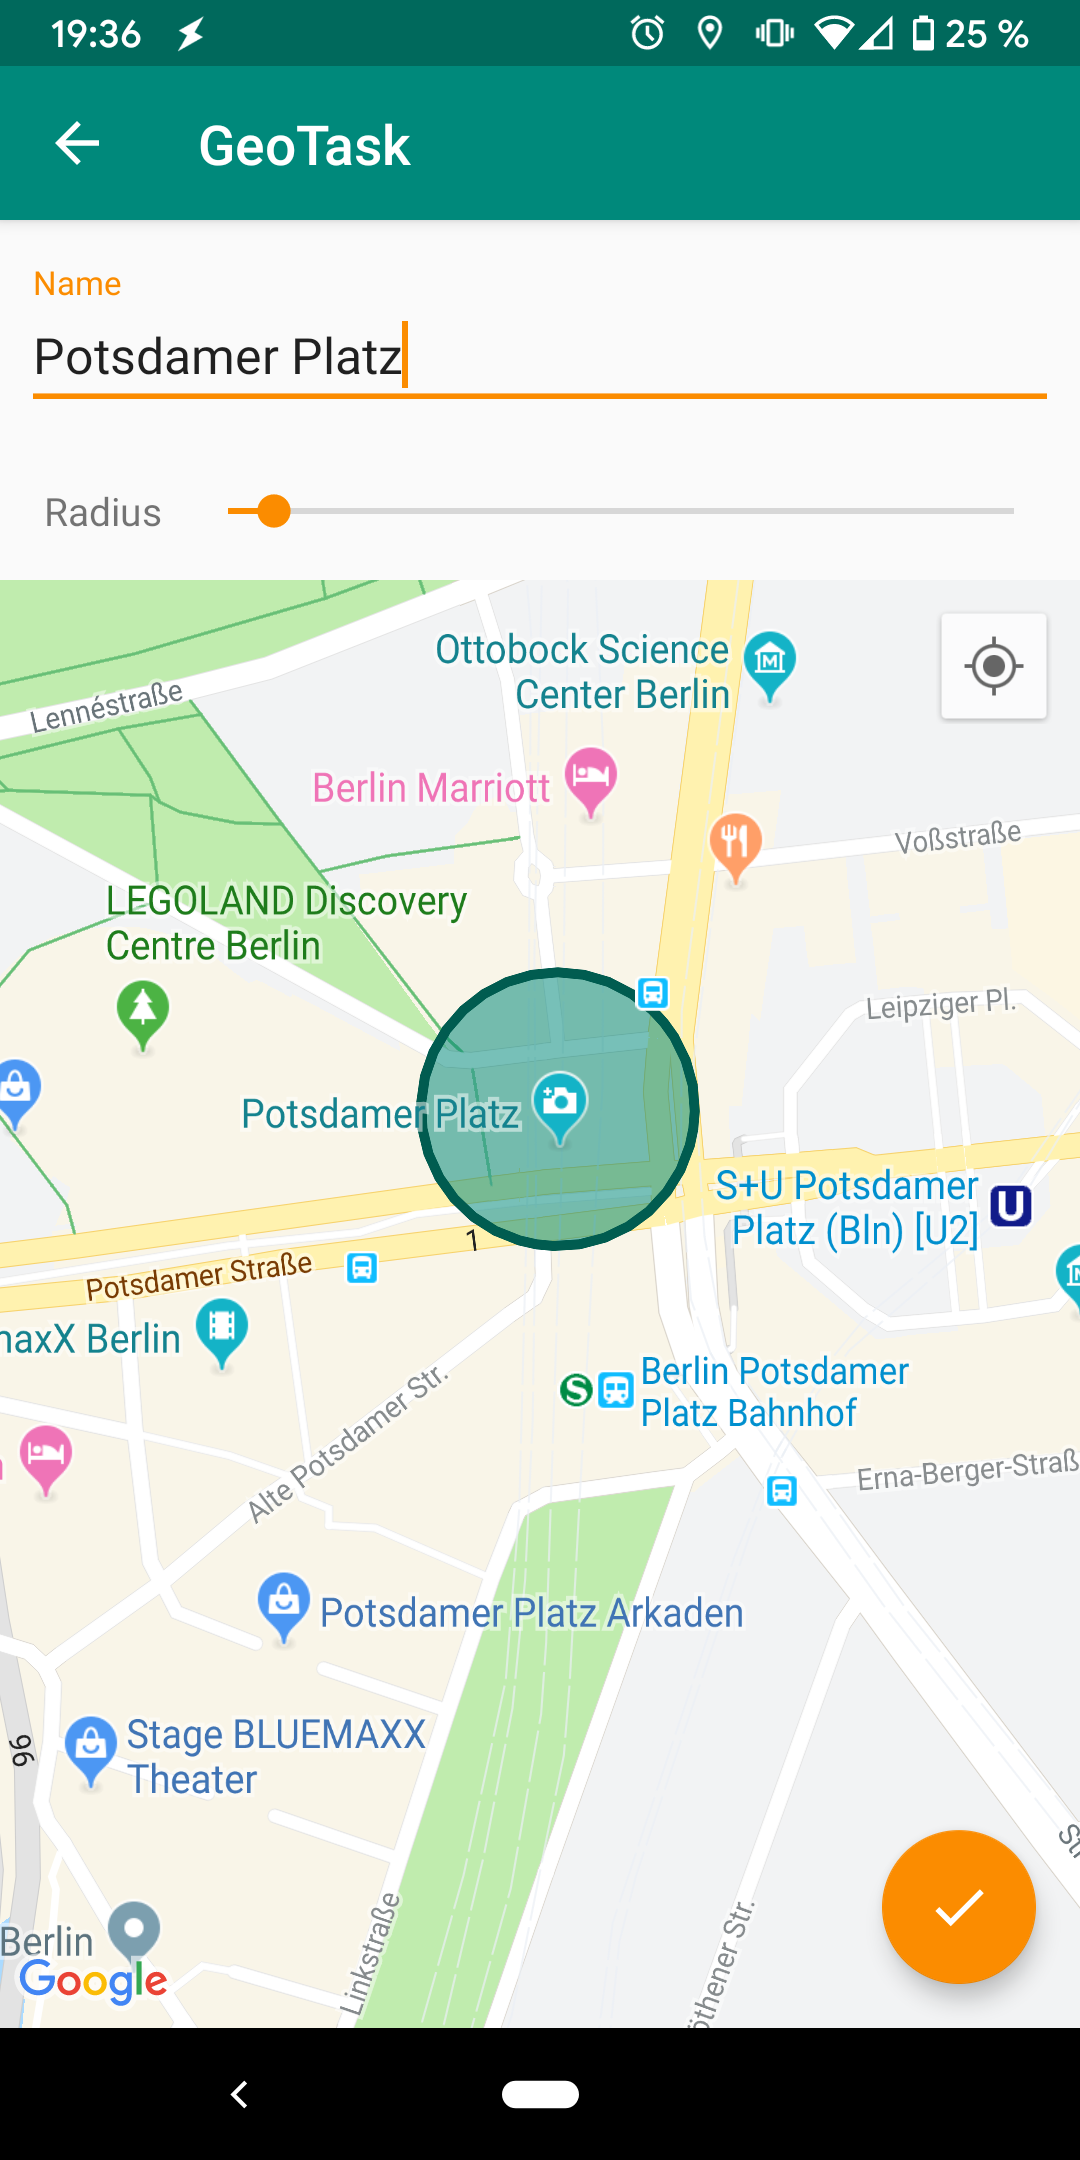 19:36
25 %
GeoTask
Name
Potsdamer Platz
Radius
Ottobock Science
Center Berlin
Lennéstraße
Berlin Marriott
Voßstraße
LEGOLAND Discovery
Centre Berlin
Leipziger Pl.
Potsdamer Platz
S+U Potsdamer
Platz (Bln) [U2]
U
1
Potsdamer Straße
maxX Berlin
S
Berlin Potsdamer
Platz Bahnhof
Alte Potsdamer Str.
Erna-Berger-Straß
Potsdamer Platz Arkaden
Stage BLUEMAXX
Theater
96
Str
Berlin
Google
Linkstraße
öthener Str.